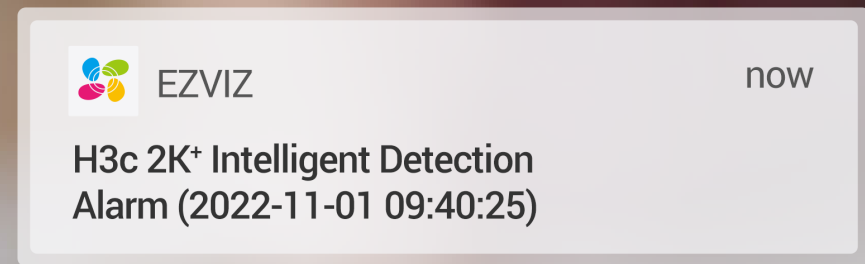 EZVIZ
now
H3c 2K⁺ Intelligent Detection
Alarm (2022-11-01 09:40:25)